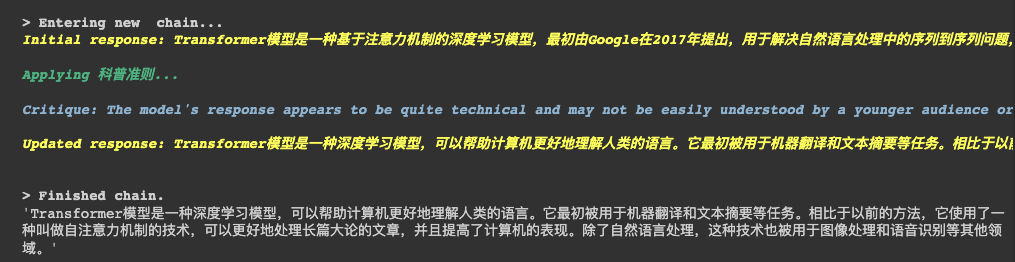 > Entering new  chain...
Initial response: Transformer模型是一种基于注意力机制的深度学习模型，最初由Google在2017年提出，用于解决自然语言处理中的序列到序列问题，
Applying 科普准则...
Critique: The model's response appears to be quite technical and may not be easily understood by a younger audience or
Updated response: Transformer模型是一种深度学习模型，可以帮助计算机更好地理解人类的语言。它最初被用于机器翻译和文本摘要等任务。相比于以
> Finished chain.
'Transformer模型是一种深度学习模型，可以帮助计算机更好地理解人类的语言。它最初被用于机器翻译和文本摘要等任务。相比于以前的方法，它使用了一
种叫做自注意力机制的技术，可以更好地处理长篇大论的文章，并且提高了计算机的表现。除了自然语言处理，这种技术也被用于图像处理和语音识别等其他领
域。'